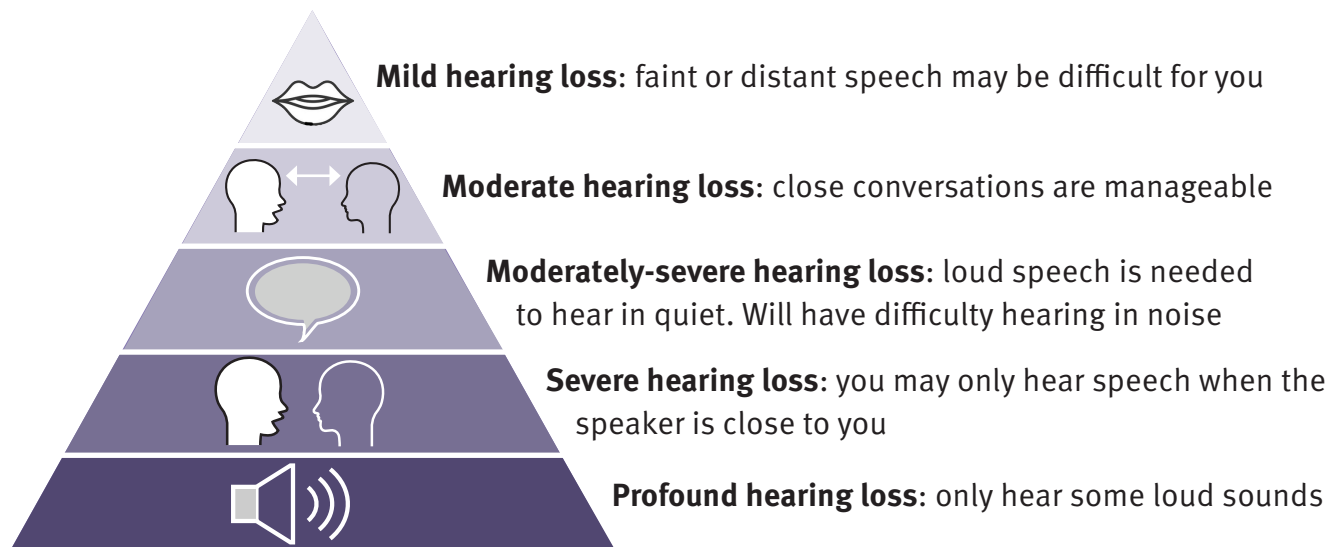 Mild hearing loss: faint or distant speech may be difficult for you
Moderate hearing loss: close conversations are manageable
Moderately-severe hearing loss: loud speech is needed
to hear in quiet. Will have difficulty hearing in noise
Severe hearing loss: you may only hear speech when the
speaker is close to you
Profound hearing loss: only hear some loud sounds